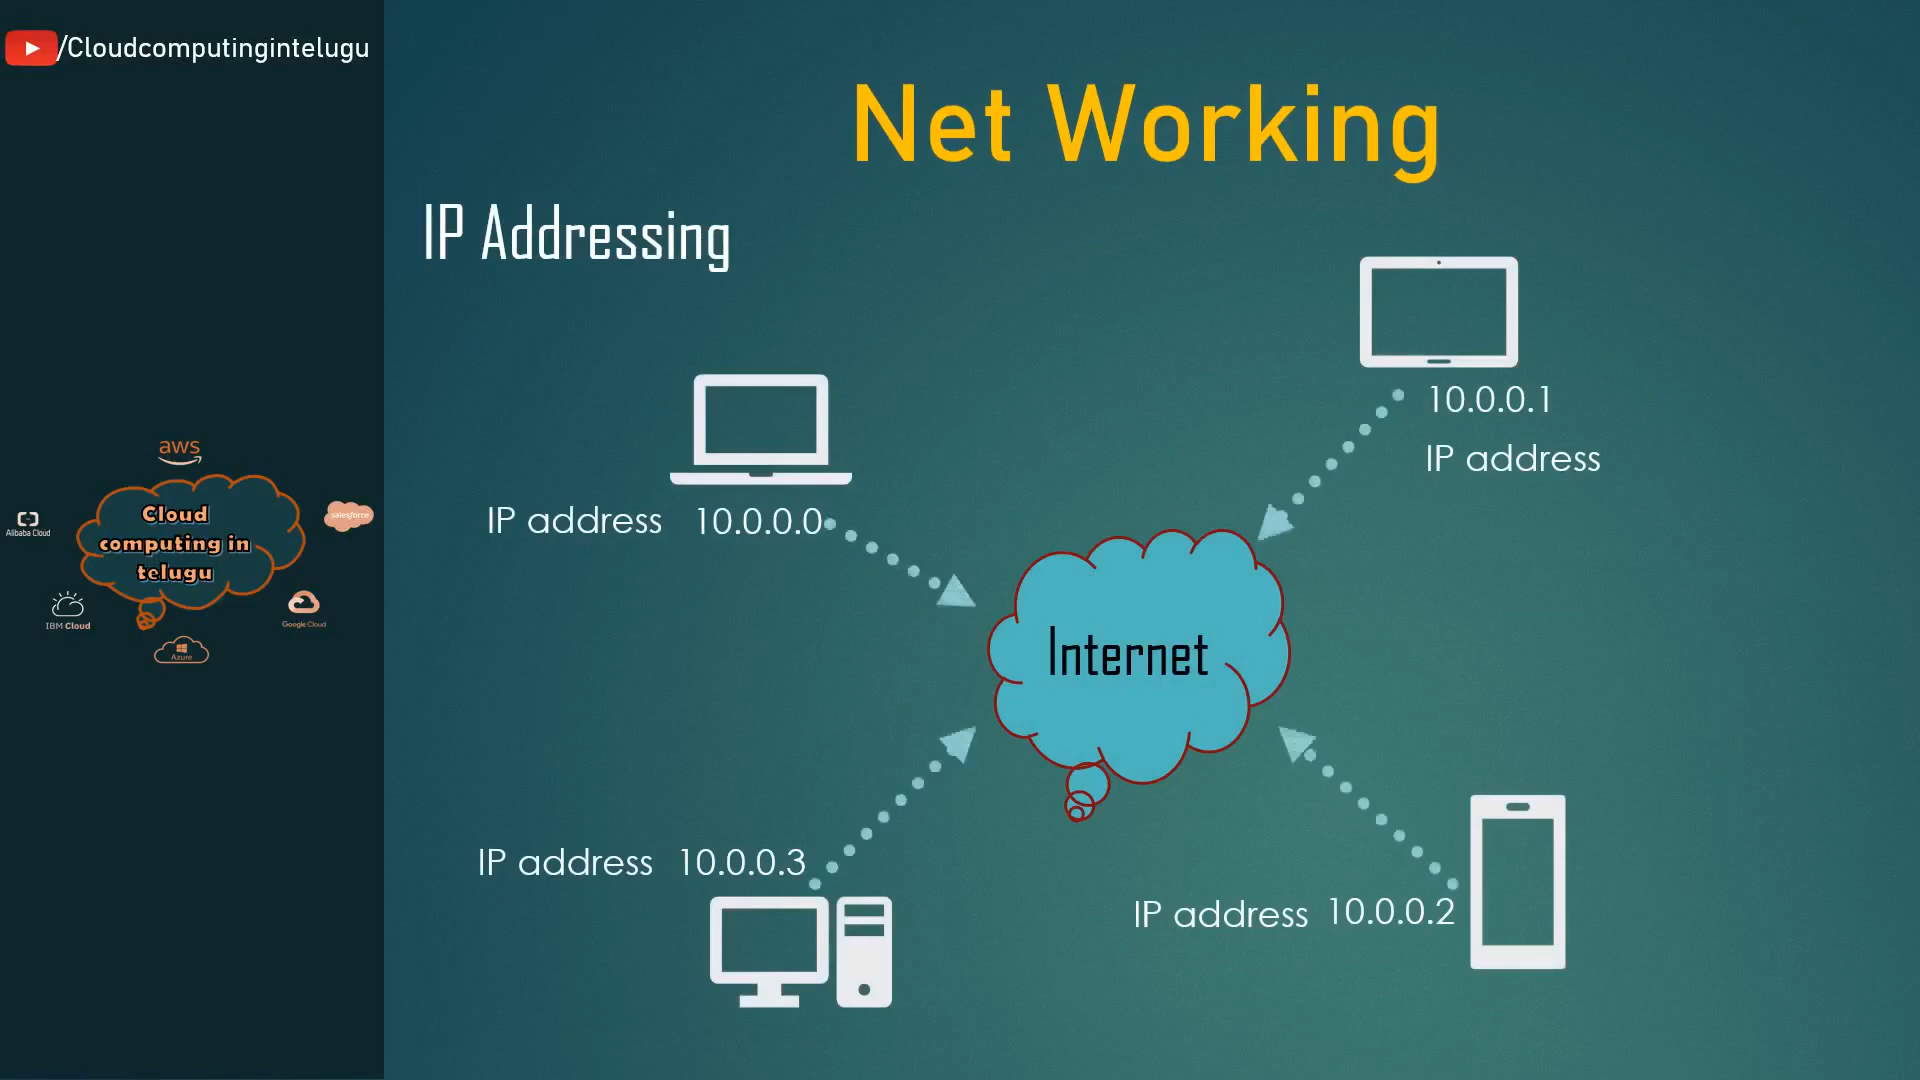 /Cloudcomputingintelugu
Net Working
IP Addressing
10.0.0.1
IP address
IP address 10.0.0.0
Internet
IP address 10.0.0.3
IP address 10.0.0.2
aws
Alibaba Cloud
Cloud
computing in
telugu
salesforce
IBM Cloud
Google Cloud
Azure